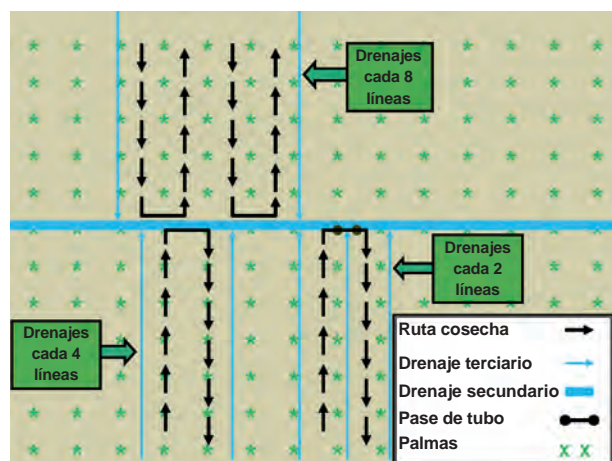 Drenajes
cada 8
líneas
Drenajes
cada 2
líneas
Drenajes
cada 4
líneas
Ruta cosecha
Drenaje terciario
Drenaje secundario
Pase de tubo
Palmas